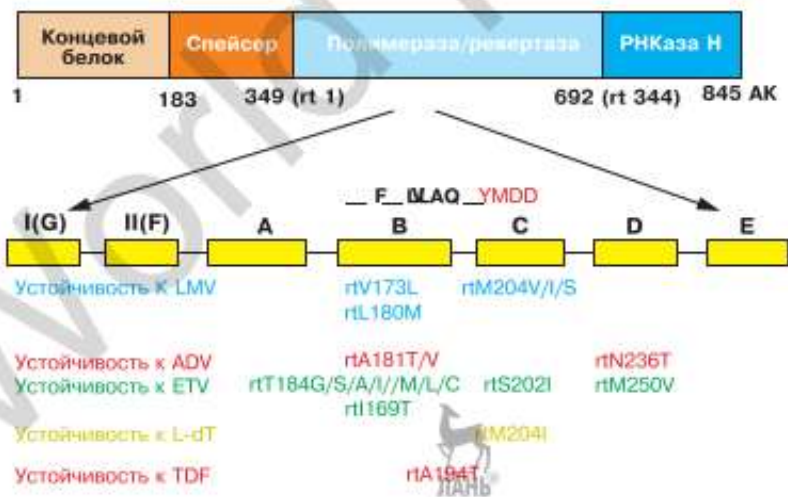 World
Концевой белок Спейсер Полимераза/ревертаза РНКаза Н
1 183 349 (rt 1) 692 (rt 344) 845 АК
F YMDD
I(G) II(F) A B C D E
Устойчивость к LMV rtV173L rtM204V/I/S
rtL180M
Устойчивость к ADV rtA181T/V rtN236T
Устойчивость к ETV rtT184G/S/A/I//M/L/C rtS202I rtM250V
rtI169T
Устойчивость к L-dT rtM204I
Устойчивость к TDF rtA194T
ЛАНЬ®